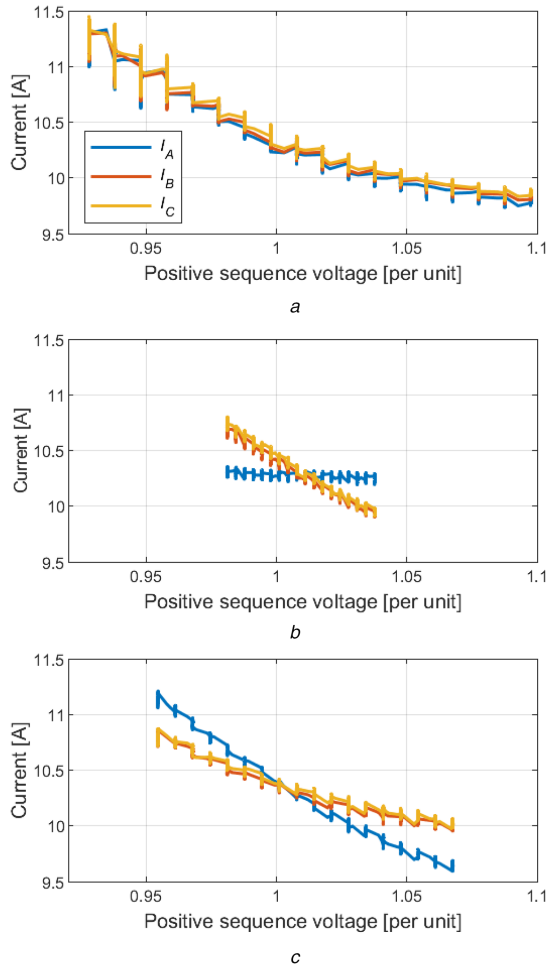 11.5
11
10.5
10
9.5
Current [A]
I_A
I_B
I_C
0.95
1
1.05
1.1
Positive sequence voltage [per unit]
a
11.5
11
10.5
10
9.5
Current [A]
0.95
1
1.05
1.1
Positive sequence voltage [per unit]
b
11.5
11
10.5
10
9.5
Current [A]
0.95
1
1.05
1.1
Positive sequence voltage [per unit]
c